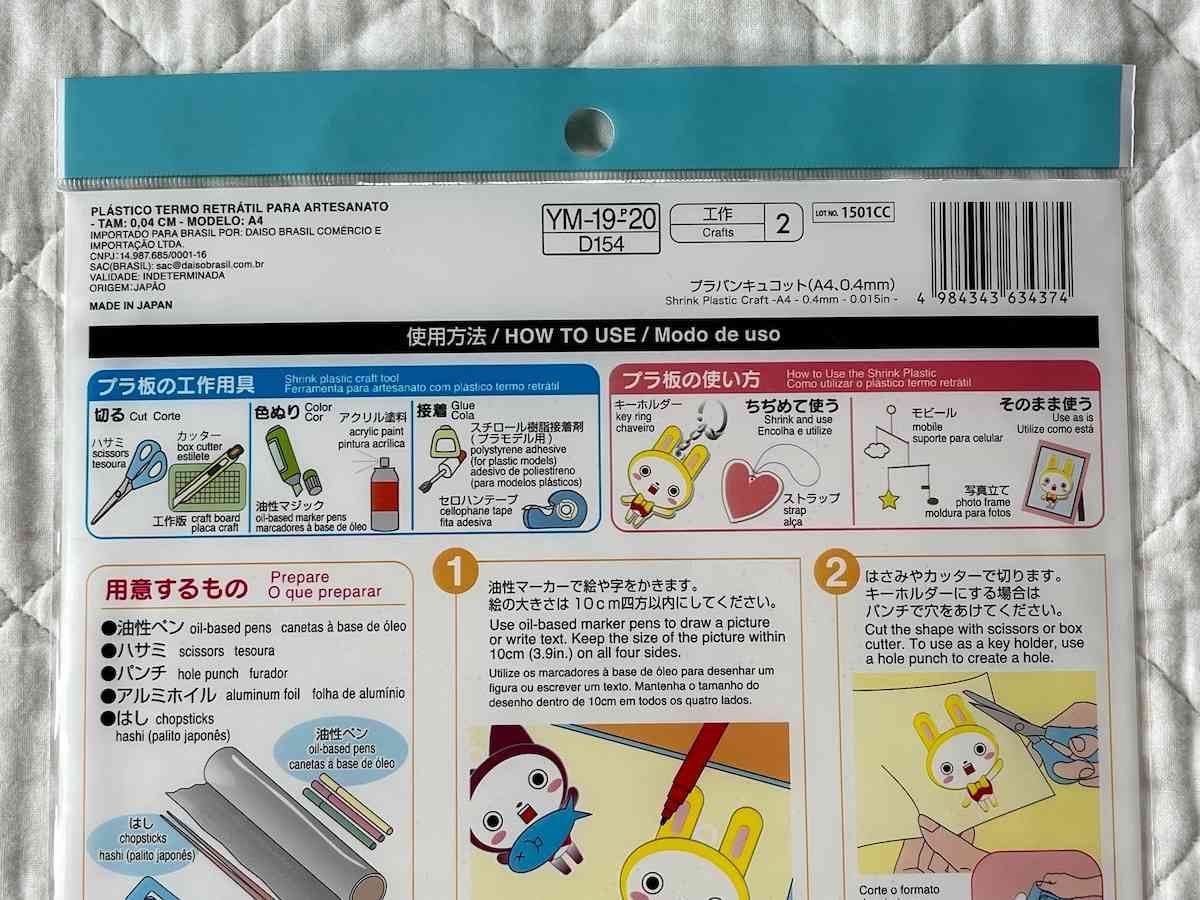 PLÁSTICO TERMO RETRÁTIL PARA ARTESANATO
- TAM: 0,04 CM - MODELO: A4
IMPORTADO PARA BRASIL POR: DAISO BRASIL COMÉRCIO E
IMPORTAÇÃO LTDA.
CNPJ: 14.987.685/0001-16
SAC(BRASIL): sac@daisobrasil.com.br
VALIDADE: INDETERMINADA
ORIGEM:JAPÃO
MADE IN JAPAN
YM-19-P20
D154
工作
Crafts
2
LOT NO. 1501CC
プラバンキュコット(A4、0.4mm)
Shrink Plastic Craft -A4 - 0.4mm - 0.015in -
4 984343 634374
使用方法 / HOW TO USE / Modo de uso
プラ板の工作用具
Shrink plastic craft tool
Ferramenta para artesanato com plástico termo retrátil
切る Cut Corte
ハサミ
scissors
tesoura
カッター
box cutter
estilete
工作版 craft board
placa craft
色ぬり Color
Cor
アクリル塗料
acrylic paint
pintura acrílica
油性マジック
oil-based marker pens
marcadores à base de óleo
接着 Glue
Cola
スチロール樹脂接着剤
(プラモデル用)
polystyrene adhesive
(for plastic models)
adesivo de poliestireno
(para modelos plásticos)
セロハンテープ
cellophane tape
fita adesiva
プラ板の使い方
How to Use the Shrink Plastic
Como utilizar o plástico termo retrátil
キーホルダー
key ring
chaveiro
ちぢめて使う
Shrink and use
Encolha e utilize
ストラップ
strap
alça
モビール
mobile
suporte para celular
そのまま使う
Use as is
Utilize como está
写真立て
photo frame
moldura para fotos
用意するもの
Prepare
O que preparar
●油性ペン oil-based pens canetas à base de óleo
●ハサミ scissors tesoura
●パンチ hole punch furador
●アルミホイル aluminum foil folha de alumínio
●はし chopsticks
hashi (palito japonês)
油性ペン
oil-based pens
canetas à base de óleo
はし
chopsticks
hashi (palito japonês)
1
油性マーカーで絵や字をかきます。
絵の大きさは10cm四方以内にしてください。
Use oil-based marker pens to draw a picture
or write text. Keep the size of the picture within
10cm (3.9in.) on all four sides.
Utilize os marcadores à base de óleo para desenhar um
figura ou escrever um texto. Mantenha o tamanho do
desenho dentro de 10cm em todos os quatro lados.
2
はさみやカッターで切ります。
キーホルダーにする場合は
パンチで穴をあけてください。
Cut the shape with scissors or box
cutter. To use as a key holder, use
a hole punch to create a hole.
Corte o formato